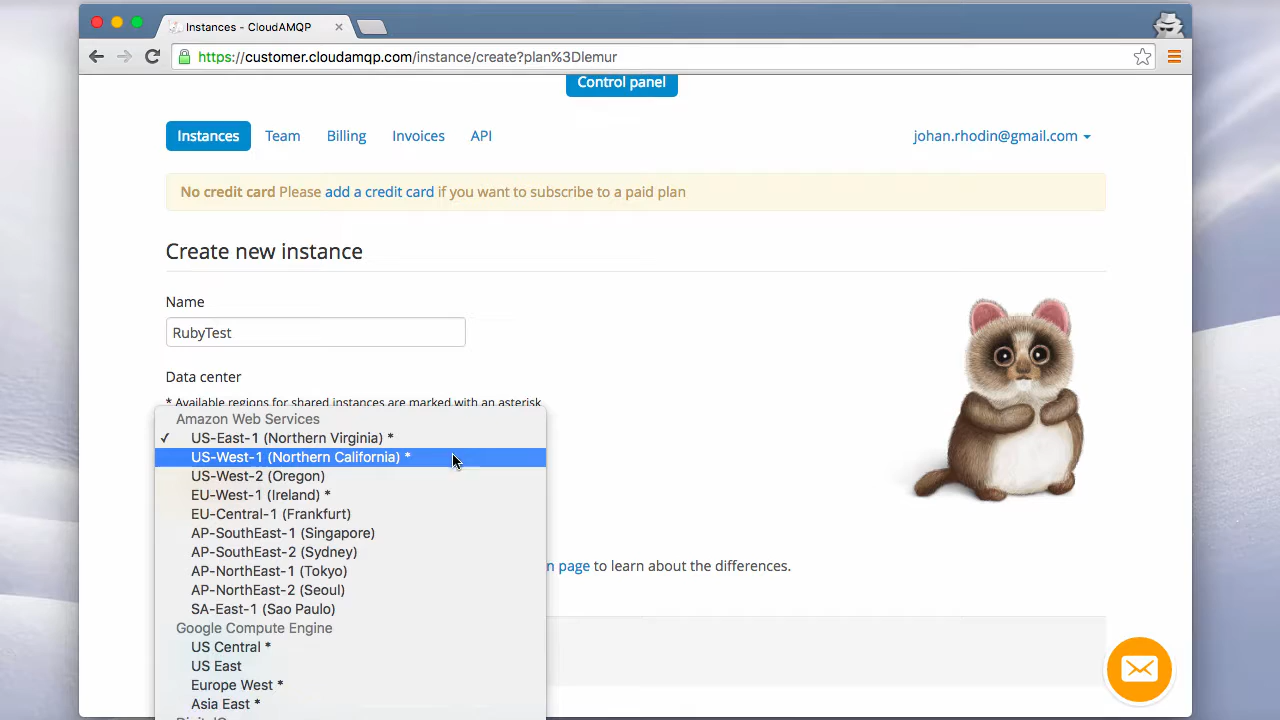 Instances - CloudAMQP
https://customer.cloudamqp.com/instance/create?plan%3Dlemur
Control panel
Instances Team Billing Invoices API johan.rhodin@gmail.com
No credit card Please add a credit card if you want to subscribe to a paid plan
Create new instance
Name
RubyTest
Data center
* Available regions for shared instances are marked with an asterisk
Amazon Web Services
✓ US-East-1 (Northern Virginia) *
US-West-1 (Northern California) *
US-West-2 (Oregon)
EU-West-1 (Ireland) *
EU-Central-1 (Frankfurt)
AP-SouthEast-1 (Singapore)
AP-SouthEast-2 (Sydney)
page to learn about the differences.
AP-NorthEast-1 (Tokyo)
AP-NorthEast-2 (Seoul)
SA-East-1 (Sao Paulo)
Google Compute Engine
US Central *
US East
Europe West *
Asia East *